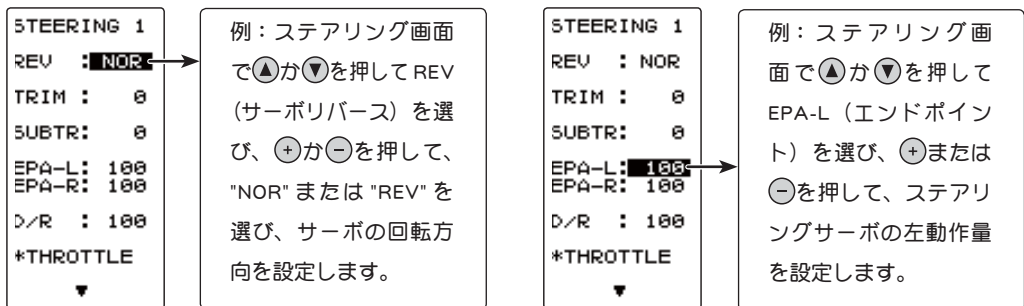 STEERING 1
REV : NOR
TRIM : 0
SUBTR: 0
EPA-L: 100
EPA-R: 100
D/R : 100
*THROTTLE
▼
例：ステアリング画面
で▲か▼を押して REV
（サーボリバース）を選
び、+か-を押して、
"NOR" または "REV" を
選び、サーボの回転方
向を設定します。
STEERING 1
REV : NOR
TRIM : 0
SUBTR: 0
EPA-L: 100
EPA-R: 100
D/R : 100
*THROTTLE
▼
例：ステアリング画
面で▲か▼を押して
EPA-L（エンドポイン
ト）を選び、+または
-を押して、ステアリ
ングサーボの左動作量
を設定します。